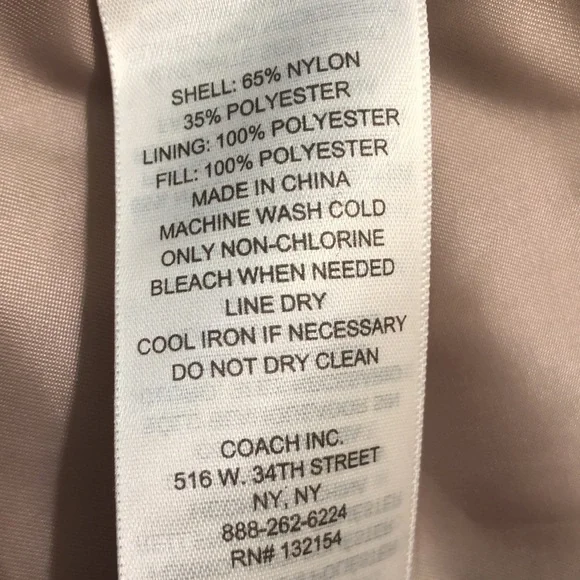 SHELL: 65% NYLON
35% POLYESTER
LINING: 100% POLYESTER
FILL: 100% POLYESTER
MADE IN CHINA
MACHINE WASH COLD
ONLY NON-CHLORINE
BLEACH WHEN NEEDED
LINE DRY
COOL IRON IF NECESSARY
DO NOT DRY CLEAN
COACH INC.
516 W. 34TH STREET
NY, NY
888-262-6224
RN# 132154